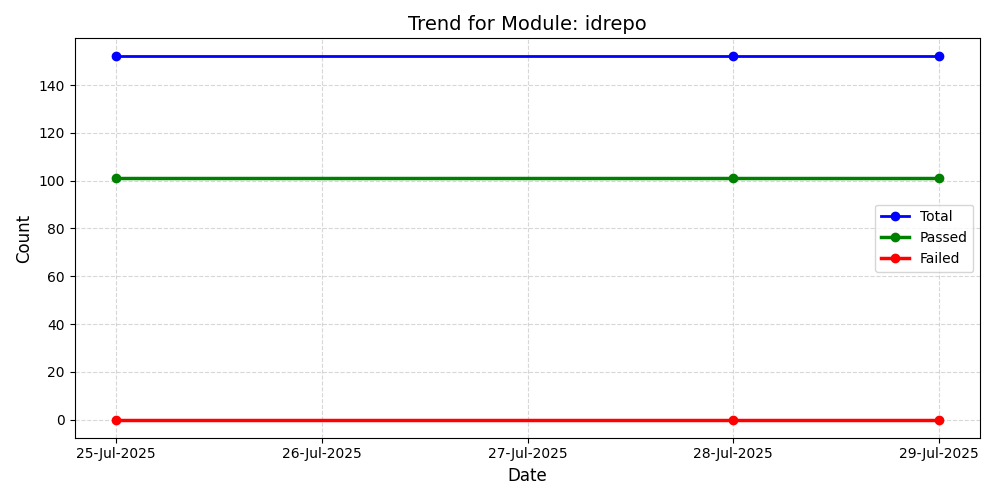 Trend for Module: idrepo
Count
140
120
100
80
60
40
20
0
Total
Passed
Failed
25-Jul-2025
26-Jul-2025
27-Jul-2025
28-Jul-2025
29-Jul-2025
Date